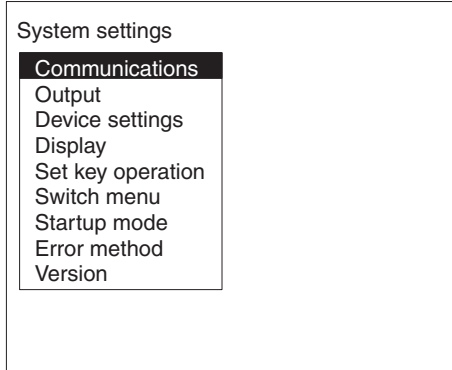 System settings
Communications
Output
Device settings
Display
Set key operation
Switch menu
Startup mode
Error method
Version